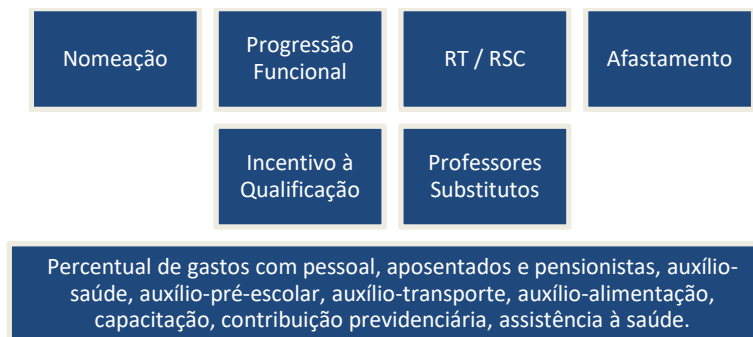 Nomeação
Progressão
Funcional
RT / RSC
Afastamento
Incentivo à
Qualificação
Professores
Substitutos
Percentual de gastos com pessoal, aposentados e pensionistas, auxílio-
saúde, auxílio-pré-escolar, auxílio-transporte, auxílio-alimentação,
capacitação, contribuição previdenciária, assistência à saúde.